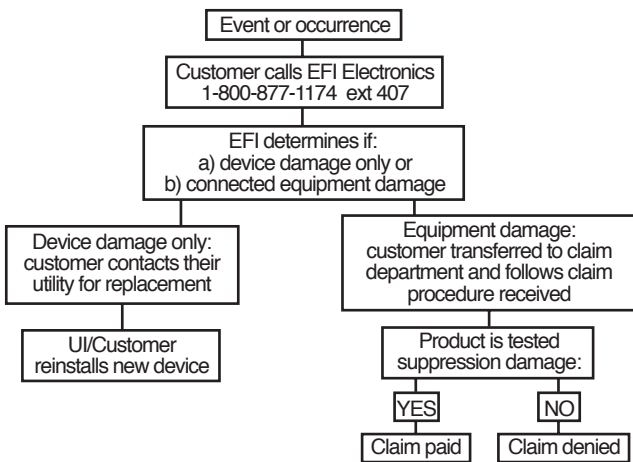 Event or occurrence
Customer calls EFI Electronics
1-800-877-1174 ext 407
EFI determines if:
a) device damage only or
b) connected equipment damage
Device damage only:
customer contacts their
utility for replacement
UI/Customer
reinstalls new device
Equipment damage:
customer transferred to claim
department and follows claim
procedure received
Product is tested
suppression damage:
YES
NO
Claim paid
Claim denied